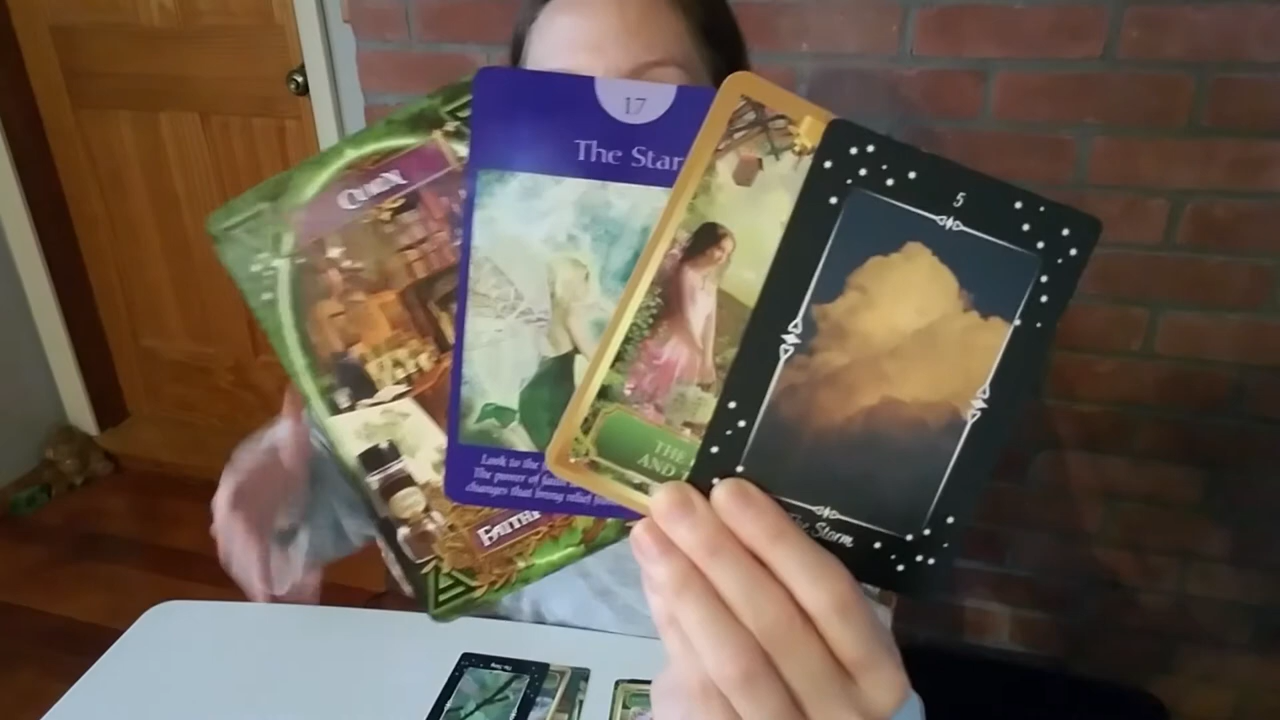 17
The Star
Look to the
The power of faith
changes that bring relief
FAITH
THE
AND
5
The Storm